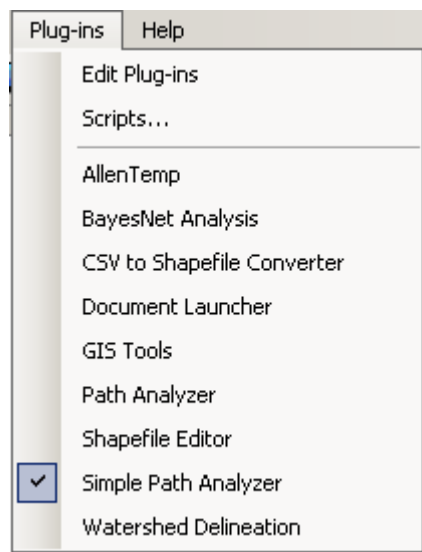 Plug-ins Help
Edit Plug-ins
Scripts...
AllenTemp
BayesNet Analysis
CSV to Shapefile Converter
Document Launcher
GIS Tools
Path Analyzer
Shapefile Editor
Simple Path Analyzer
Watershed Delineation